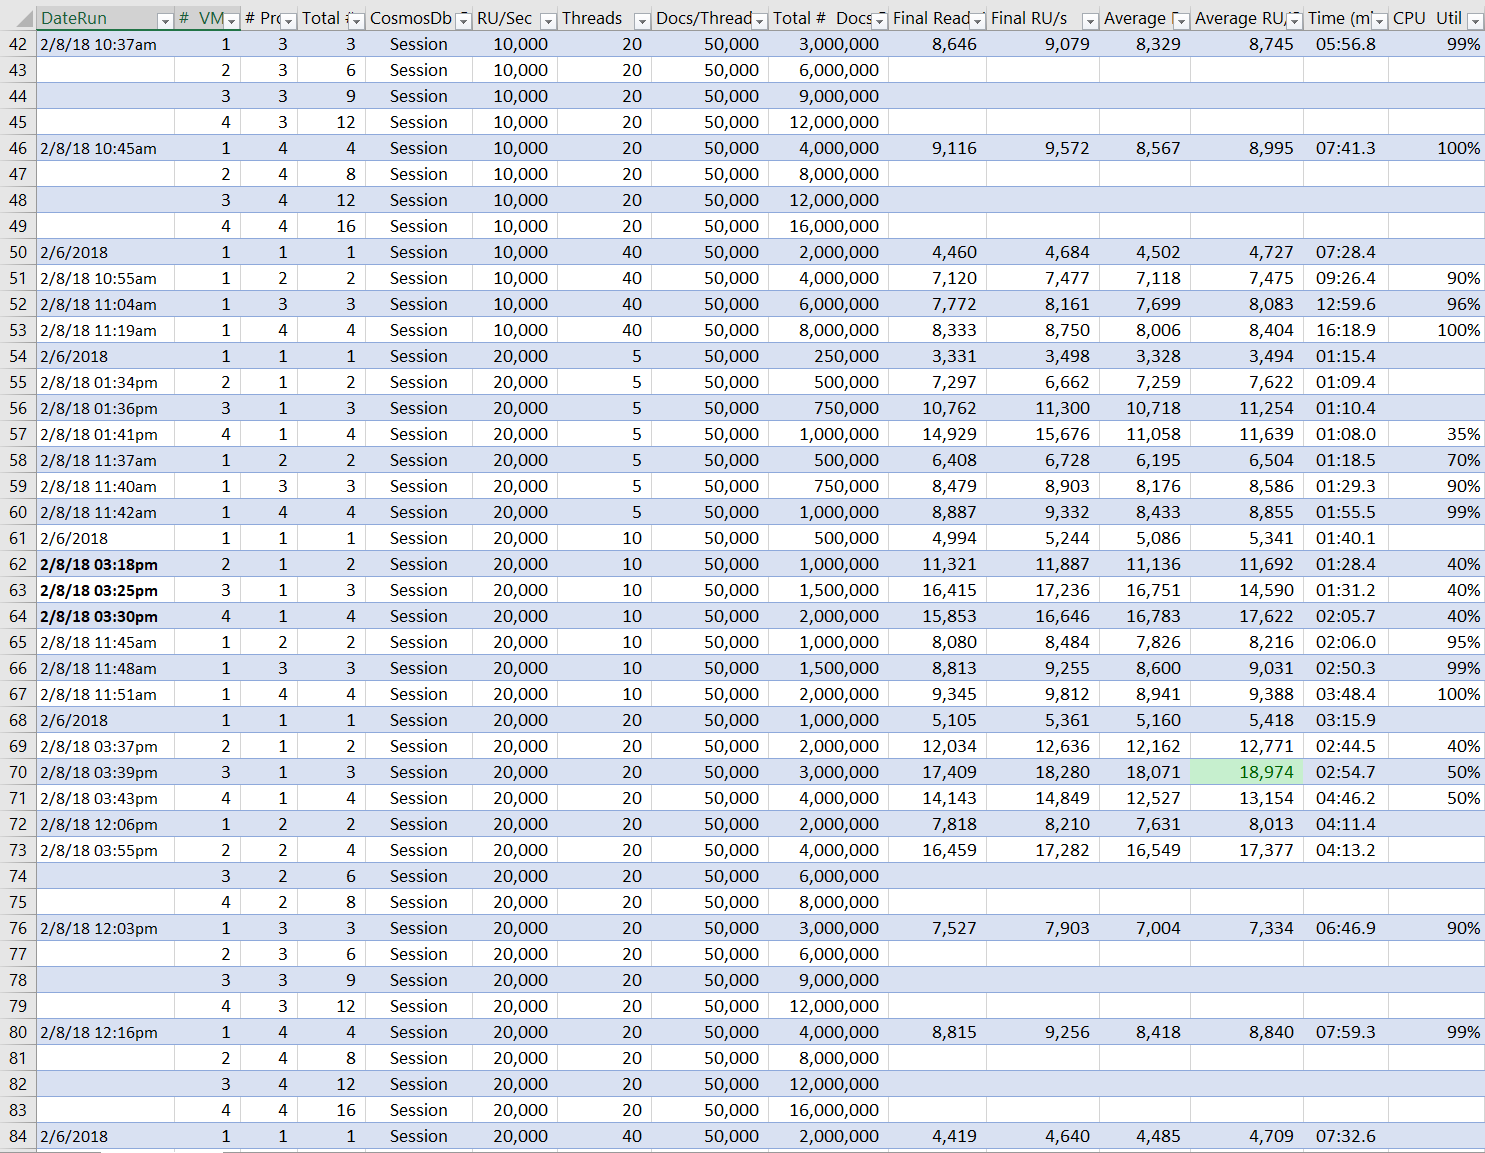 DateRun # VM # Pro Total # CosmosDb RU/Sec Threads Docs/Thread Total # Docs Final Read Final RU/s Average Average RU/ Time (m CPU Util
42 2/8/18 10:37am 1 3 3 Session 10,000 20 50,000 3,000,000 8,646 9,079 8,329 8,745 05:56.8 99%
43 2 3 6 Session 10,000 20 50,000 6,000,000
44 3 3 9 Session 10,000 20 50,000 9,000,000
45 4 3 12 Session 10,000 20 50,000 12,000,000
46 2/8/18 10:45am 1 4 4 Session 10,000 20 50,000 4,000,000 9,116 9,572 8,567 8,995 07:41.3 100%
47 2 4 8 Session 10,000 20 50,000 8,000,000
48 3 4 12 Session 10,000 20 50,000 12,000,000
49 4 4 16 Session 10,000 20 50,000 16,000,000
50 2/6/2018 1 1 1 Session 10,000 40 50,000 2,000,000 4,460 4,684 4,502 4,727 07:28.4
51 2/8/18 10:55am 1 2 2 Session 10,000 40 50,000 4,000,000 7,120 7,477 7,118 7,475 09:26.4 90%
52 2/8/18 11:04am 1 3 3 Session 10,000 40 50,000 6,000,000 7,772 8,161 7,699 8,083 12:59.6 96%
53 2/8/18 11:19am 1 4 4 Session 10,000 40 50,000 8,000,000 8,333 8,750 8,006 8,404 16:18.9 100%
54 2/6/2018 1 1 1 Session 20,000 5 50,000 250,000 3,331 3,498 3,328 3,494 01:15.4
55 2/8/18 01:34pm 2 1 2 Session 20,000 5 50,000 500,000 7,297 6,662 7,259 7,622 01:09.4
56 2/8/18 01:36pm 3 1 3 Session 20,000 5 50,000 750,000 10,762 11,300 10,718 11,254 01:10.4
57 2/8/18 01:41pm 4 1 4 Session 20,000 5 50,000 1,000,000 14,929 15,676 11,058 11,639 01:08.0 35%
58 2/8/18 11:37am 1 2 2 Session 20,000 5 50,000 500,000 6,408 6,728 6,195 6,504 01:18.5 70%
59 2/8/18 11:40am 1 3 3 Session 20,000 5 50,000 750,000 8,479 8,903 8,176 8,586 01:29.3 90%
60 2/8/18 11:42am 1 4 4 Session 20,000 5 50,000 1,000,000 8,887 9,332 8,433 8,855 01:55.5 99%
61 2/6/2018 1 1 1 Session 20,000 10 50,000 500,000 4,994 5,244 5,086 5,341 01:40.1
62 2/8/18 03:18pm 2 1 2 Session 20,000 10 50,000 1,000,000 11,321 11,887 11,136 11,692 01:28.4 40%
63 2/8/18 03:25pm 3 1 3 Session 20,000 10 50,000 1,500,000 16,415 17,236 16,751 14,590 01:31.2 40%
64 2/8/18 03:30pm 4 1 4 Session 20,000 10 50,000 2,000,000 15,853 16,646 16,783 17,622 02:05.7 40%
65 2/8/18 11:45am 1 2 2 Session 20,000 10 50,000 1,000,000 8,080 8,484 7,826 8,216 02:06.0 95%
66 2/8/18 11:48am 1 3 3 Session 20,000 10 50,000 1,500,000 8,813 9,255 8,600 9,031 02:50.3 99%
67 2/8/18 11:51am 1 4 4 Session 20,000 10 50,000 2,000,000 9,345 9,812 8,941 9,388 03:48.4 100%
68 2/6/2018 1 1 1 Session 20,000 20 50,000 1,000,000 5,105 5,361 5,160 5,418 03:15.9
69 2/8/18 03:37pm 2 1 2 Session 20,000 20 50,000 2,000,000 12,034 12,636 12,162 12,771 02:44.5 40%
70 2/8/18 03:39pm 3 1 3 Session 20,000 20 50,000 3,000,000 17,409 18,280 18,071 18,974 02:54.7 50%
71 2/8/18 03:43pm 4 1 4 Session 20,000 20 50,000 4,000,000 14,143 14,849 12,527 13,154 04:46.2 50%
72 2/8/18 12:06pm 1 2 2 Session 20,000 20 50,000 2,000,000 7,818 8,210 7,631 8,013 04:11.4
73 2/8/18 03:55pm 2 2 4 Session 20,000 20 50,000 4,000,000 16,459 17,282 16,549 17,377 04:13.2
74 3 2 6 Session 20,000 20 50,000 6,000,000
75 4 2 8 Session 20,000 20 50,000 8,000,000
76 2/8/18 12:03pm 1 3 3 Session 20,000 20 50,000 3,000,000 7,527 7,903 7,004 7,334 06:46.9 90%
77 2 3 6 Session 20,000 20 50,000 6,000,000
78 3 3 9 Session 20,000 20 50,000 9,000,000
79 4 3 12 Session 20,000 20 50,000 12,000,000
80 2/8/18 12:16pm 1 4 4 Session 20,000 20 50,000 4,000,000 8,815 9,256 8,418 8,840 07:59.3 99%
81 2 4 8 Session 20,000 20 50,000 8,000,000
82 3 4 12 Session 20,000 20 50,000 12,000,000
83 4 4 16 Session 20,000 20 50,000 16,000,000
84 2/6/2018 1 1 1 Session 20,000 40 50,000 2,000,000 4,419 4,640 4,485 4,709 07:32.6